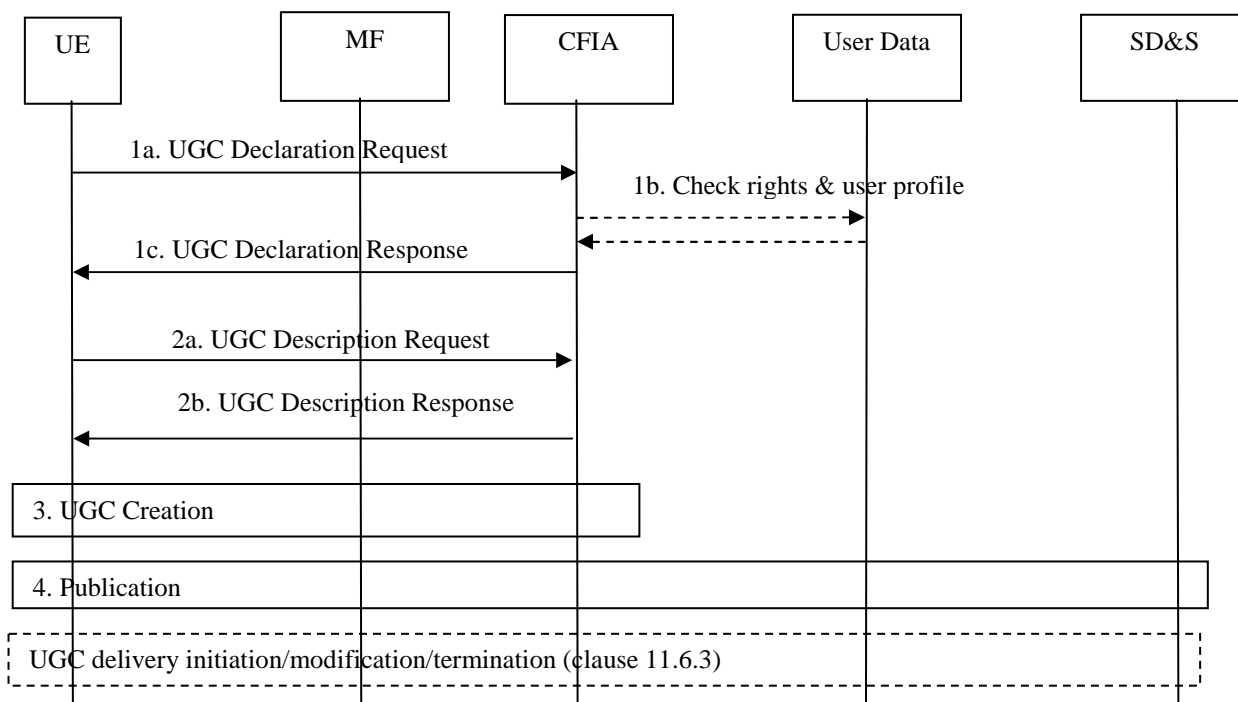 UE
MF
CFIA
User Data
SD&S
1a. UGC Declaration Request
1b. Check rights & user profile
1c. UGC Declaration Response
2a. UGC Description Request
2b. UGC Description Response
3. UGC Creation
4. Publication
UGC delivery initiation/modification/termination (clause 11.6.3)